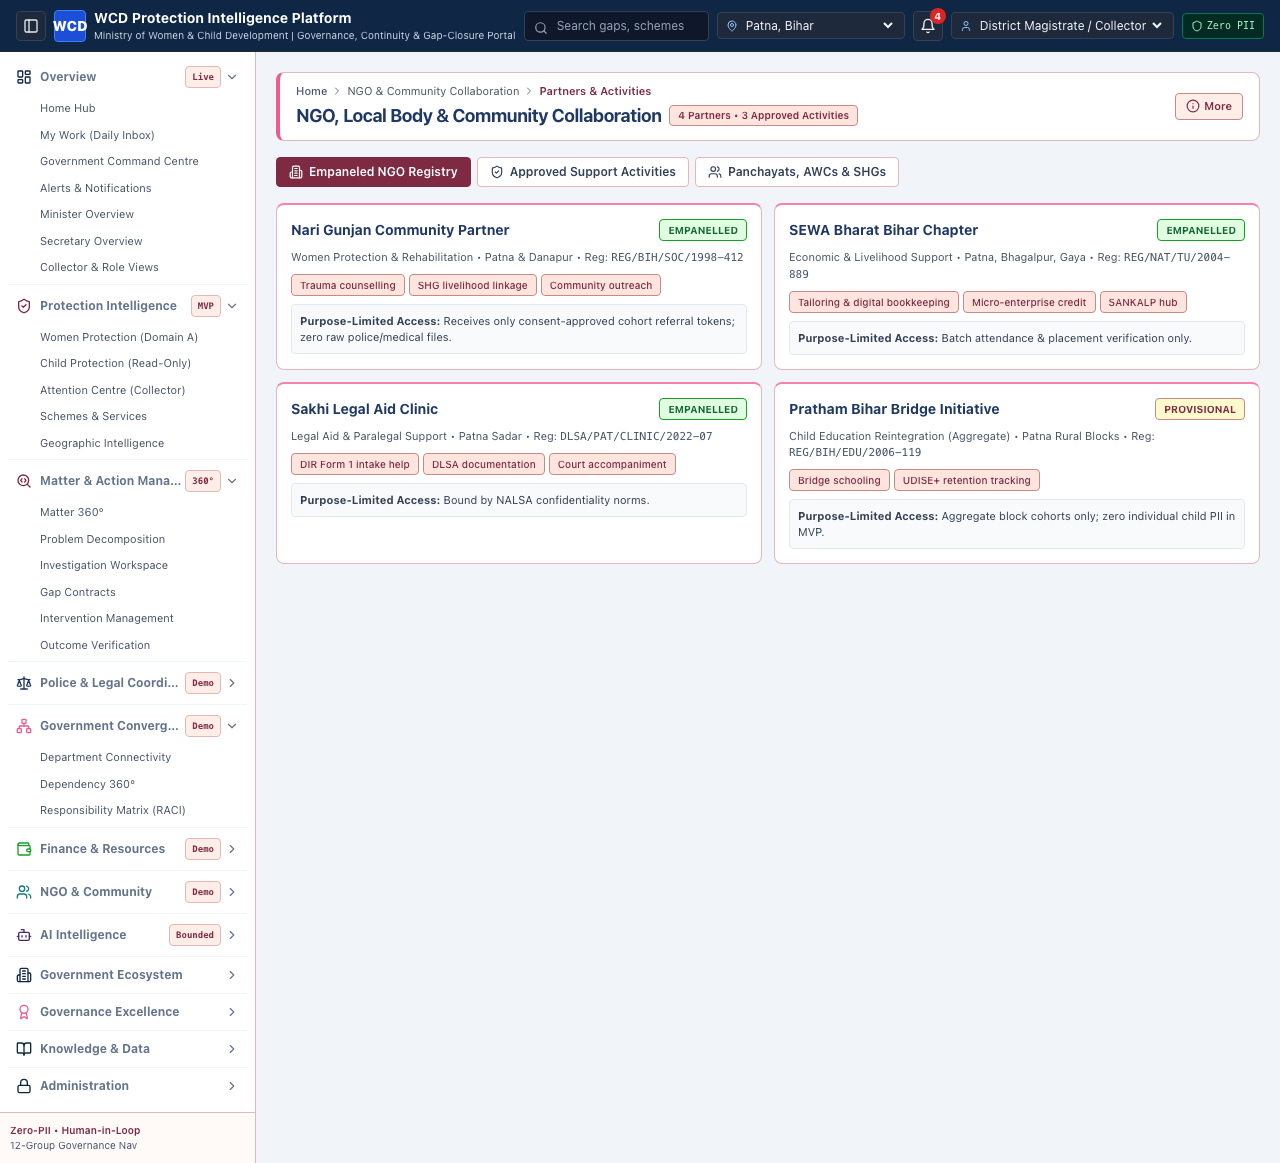 WCD
WCD Protection Intelligence Platform
Ministry of Women & Child Development | Governance, Continuity & Gap-Closure Portal
Search gaps, schemes
Patna, Bihar
4
District Magistrate / Collector
Zero PII
Overview
Live
Home Hub
My Work (Daily Inbox)
Government Command Centre
Alerts & Notifications
Minister Overview
Secretary Overview
Collector & Role Views
Protection Intelligence
MVP
Women Protection (Domain A)
Child Protection (Read-Only)
Attention Centre (Collector)
Schemes & Services
Geographic Intelligence
Matter & Action Mana...
360°
Matter 360°
Problem Decomposition
Investigation Workspace
Gap Contracts
Intervention Management
Outcome Verification
Police & Legal Coordi...
Demo
Government Converg...
Demo
Department Connectivity
Dependency 360°
Responsibility Matrix (RACI)
Finance & Resources
Demo
NGO & Community
Demo
AI Intelligence
Bounded
Government Ecosystem
Governance Excellence
Knowledge & Data
Administration
Zero-PII • Human-in-Loop
12-Group Governance Nav
Home > NGO & Community Collaboration > Partners & Activities
NGO, Local Body & Community Collaboration
4 Partners • 3 Approved Activities
More
Empaneled NGO Registry
Approved Support Activities
Panchayats, AWCs & SHGs
Nari Gunjan Community Partner
EMPANELLED
Women Protection & Rehabilitation • Patna & Danapur • Reg: REG/BIH/SOC/1998-412
Trauma counselling
SHG livelihood linkage
Community outreach
Purpose-Limited Access: Receives only consent-approved cohort referral tokens;
zero raw police/medical files.
SEWA Bharat Bihar Chapter
EMPANELLED
Economic & Livelihood Support • Patna, Bhagalpur, Gaya • Reg: REG/NAT/TU/2004-
889
Tailoring & digital bookkeeping
Micro-enterprise credit
SANKALP hub
Purpose-Limited Access: Batch attendance & placement verification only.
Sakhi Legal Aid Clinic
EMPANELLED
Legal Aid & Paralegal Support • Patna Sadar • Reg: DLSA/PAT/CLINIC/2022-07
DIR Form 1 intake help
DLSA documentation
Court accompaniment
Purpose-Limited Access: Bound by NALSA confidentiality norms.
Pratham Bihar Bridge Initiative
PROVISIONAL
Child Education Reintegration (Aggregate) • Patna Rural Blocks • Reg:
REG/BIH/EDU/2006-119
Bridge schooling
UDISE+ retention tracking
Purpose-Limited Access: Aggregate block cohorts only; zero individual child PII in
MVP.